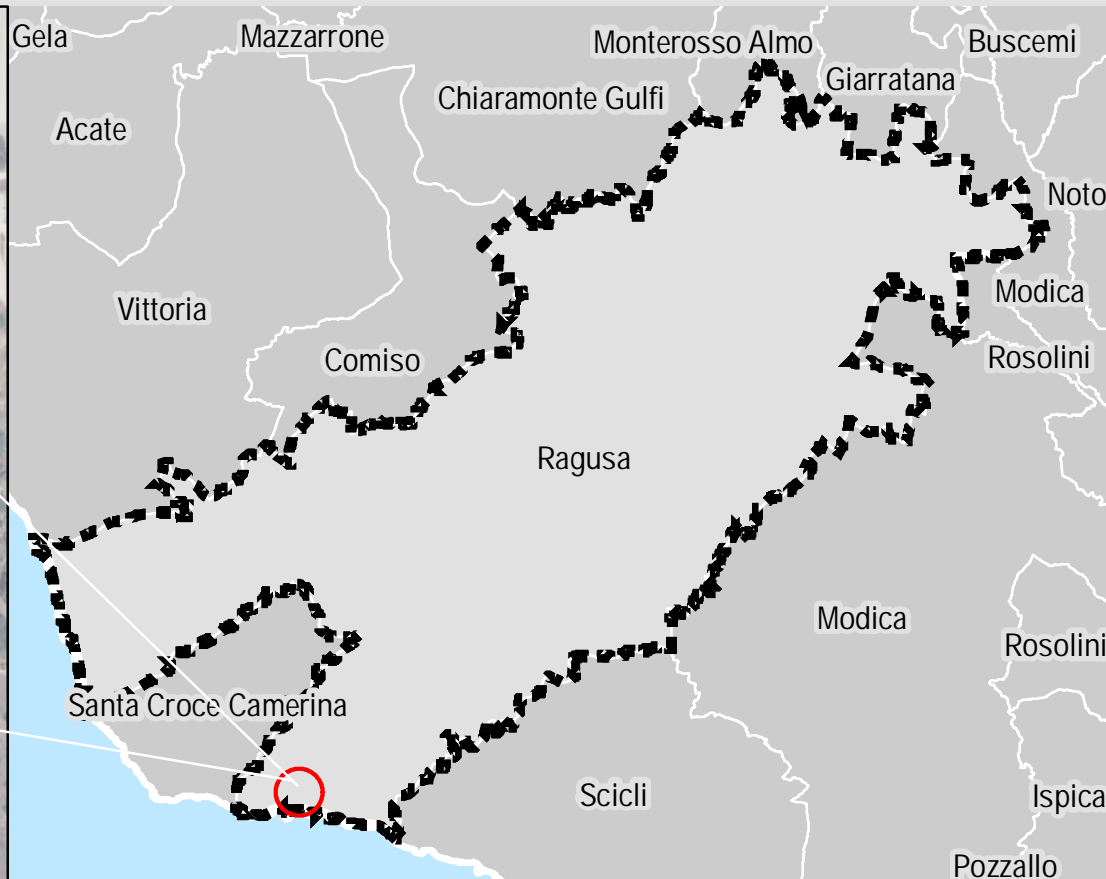 Gela
Mazzarrone
Monterosso Almo
Buscemi
Giarratana
Chiaramonte Gulfi
Acate
Noto
Modica
Vittoria
Comiso
Rosolini
Ragusa
Modica
Rosolini
Santa Croce Camerina
Scicli
Ispica
Pozzallo